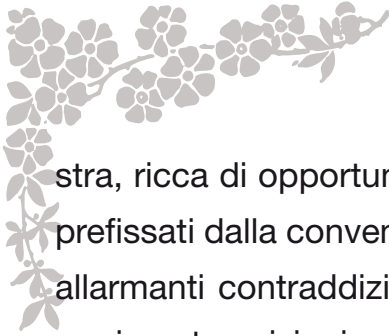 stra, ricca di opportun
prefissati dalla conver
allarmanti contraddizi